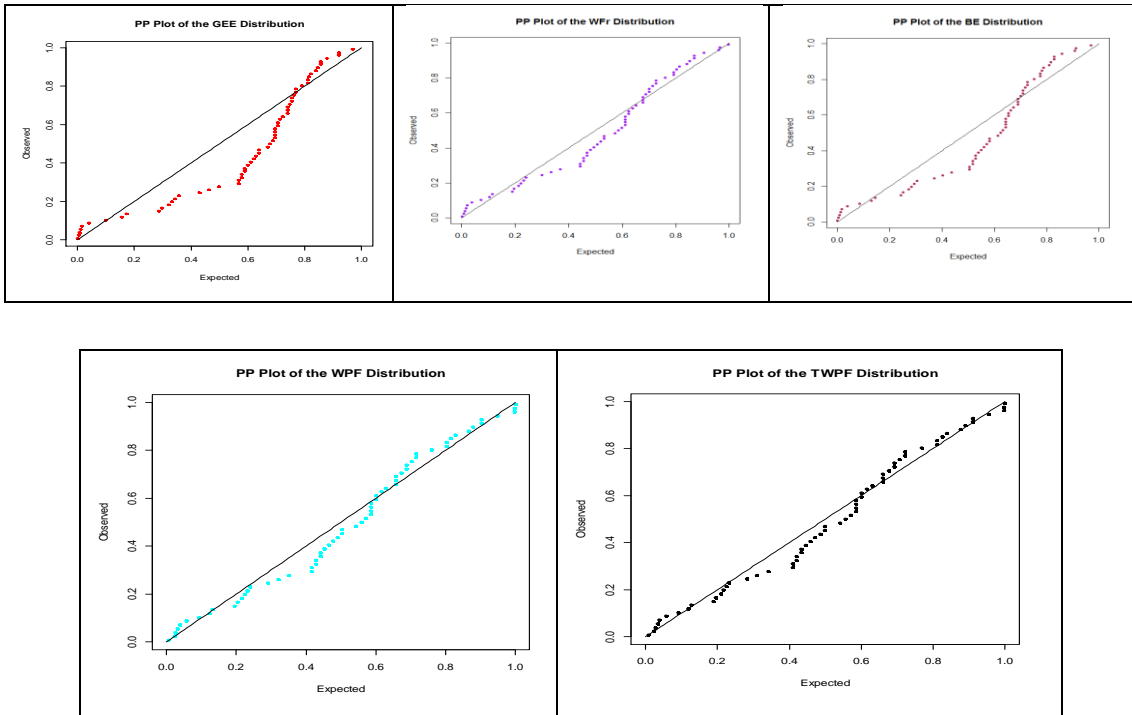 PP Plot of the GEE Distribution
Observed
0.0 0.2 0.4 0.6 0.8 1.0
0.0 0.2 0.4 0.6 0.8 1.0
Expected
PP Plot of the WFr Distribution
Observed
0.0 0.2 0.4 0.6 0.8 1.0
0.0 0.2 0.4 0.6 0.8 1.0
Expected
PP Plot of the BE Distribution
Observed
0.0 0.2 0.4 0.6 0.8 1.0
0.0 0.2 0.4 0.6 0.8 1.0
Expected
PP Plot of the WPF Distribution
Observed
0.0 0.2 0.4 0.6 0.8 1.0
0.0 0.2 0.4 0.6 0.8 1.0
Expected
PP Plot of the TWPF Distribution
Observed
0.0 0.2 0.4 0.6 0.8 1.0
0.0 0.2 0.4 0.6 0.8 1.0
Expected